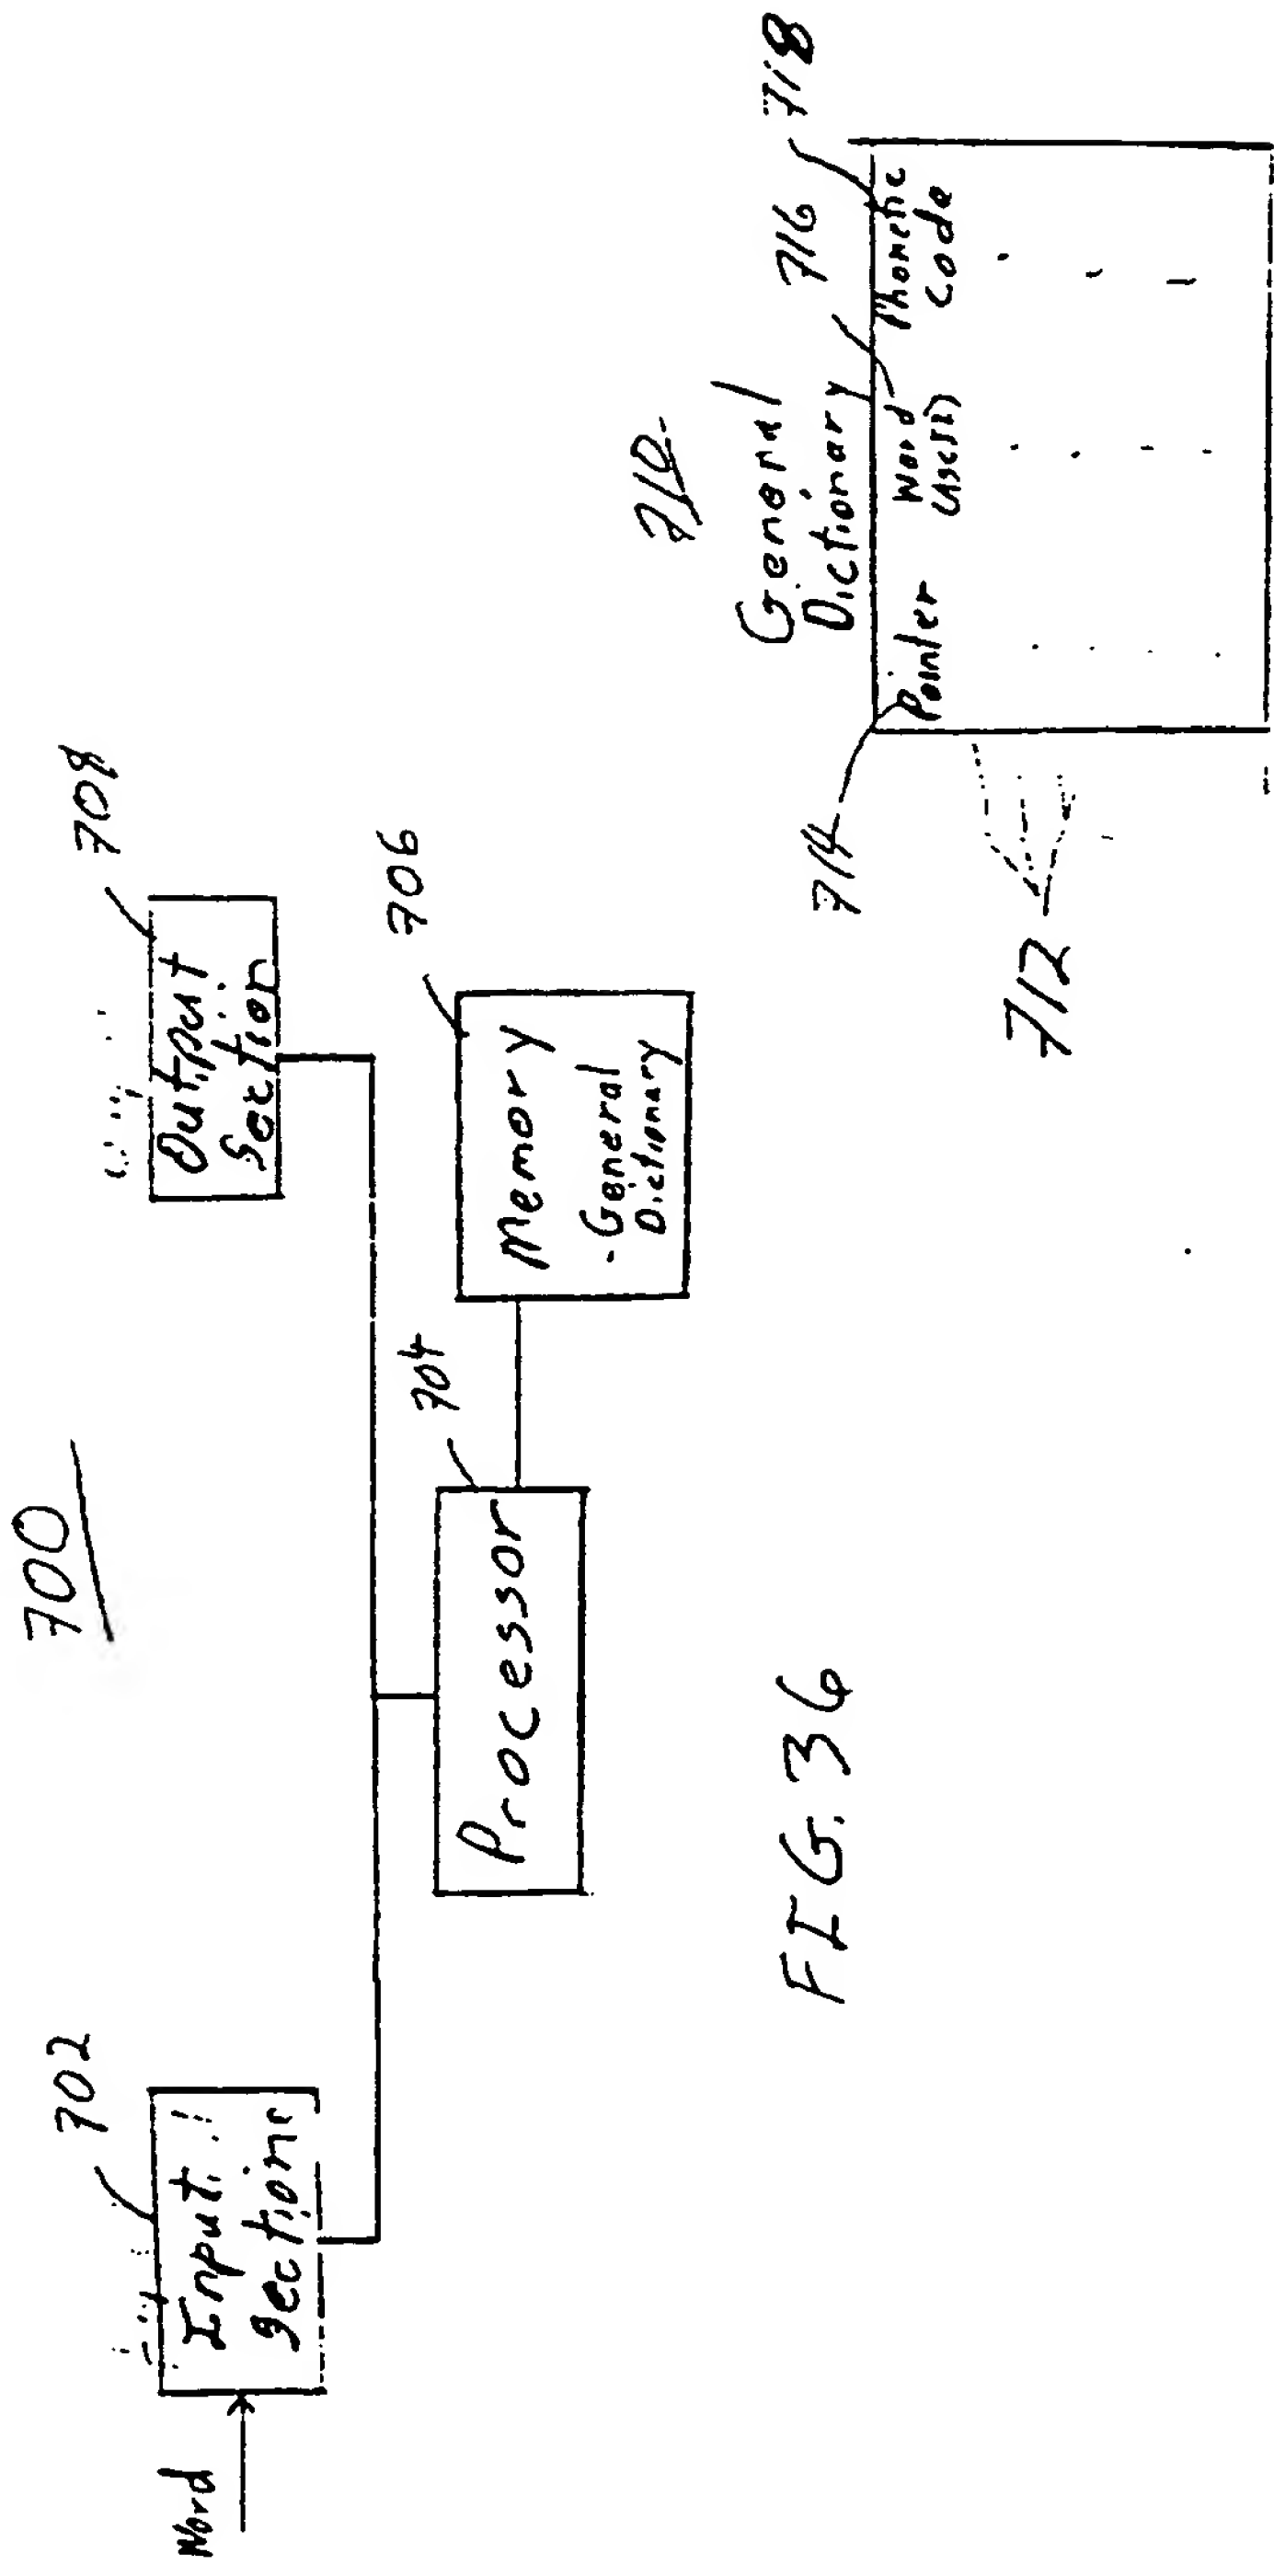 700
702
708
Word
Input
Sections
Output
Section
704
706
Processor
Memory
- General
Dictionary
FIG. 36
710
General
Dictionary
714
716
718
Pointer
Word
(ASCII)
Phonetic
Code
712